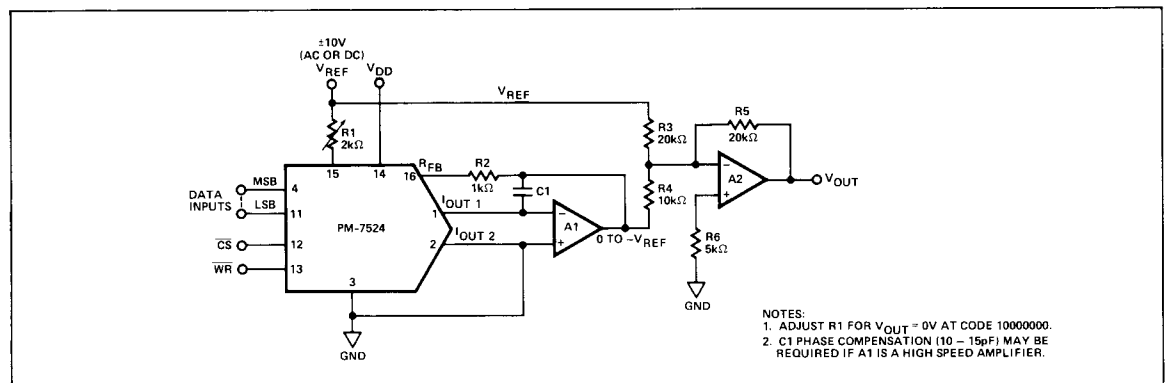 ±10V
(AC OR DC)
VREF
VDD
VREF
R1
2kΩ
R3
20kΩ
R5
20kΩ
15
14
RFB
16
R2
1kΩ
C1
DATA
INPUTS
MSB
4
LSB
11
PM-7524
IOUT 1
1
IOUT 2
2
A1
0 TO ~VREF
R4
10kΩ
A2
VOUT
CS
12
WR
13
3
GND
R6
5kΩ
GND
NOTES:
1. ADJUST R1 FOR VOUT = 0V AT CODE 10000000.
2. C1 PHASE COMPENSATION (10 – 15pF) MAY BE
REQUIRED IF A1 IS A HIGH SPEED AMPLIFIER.